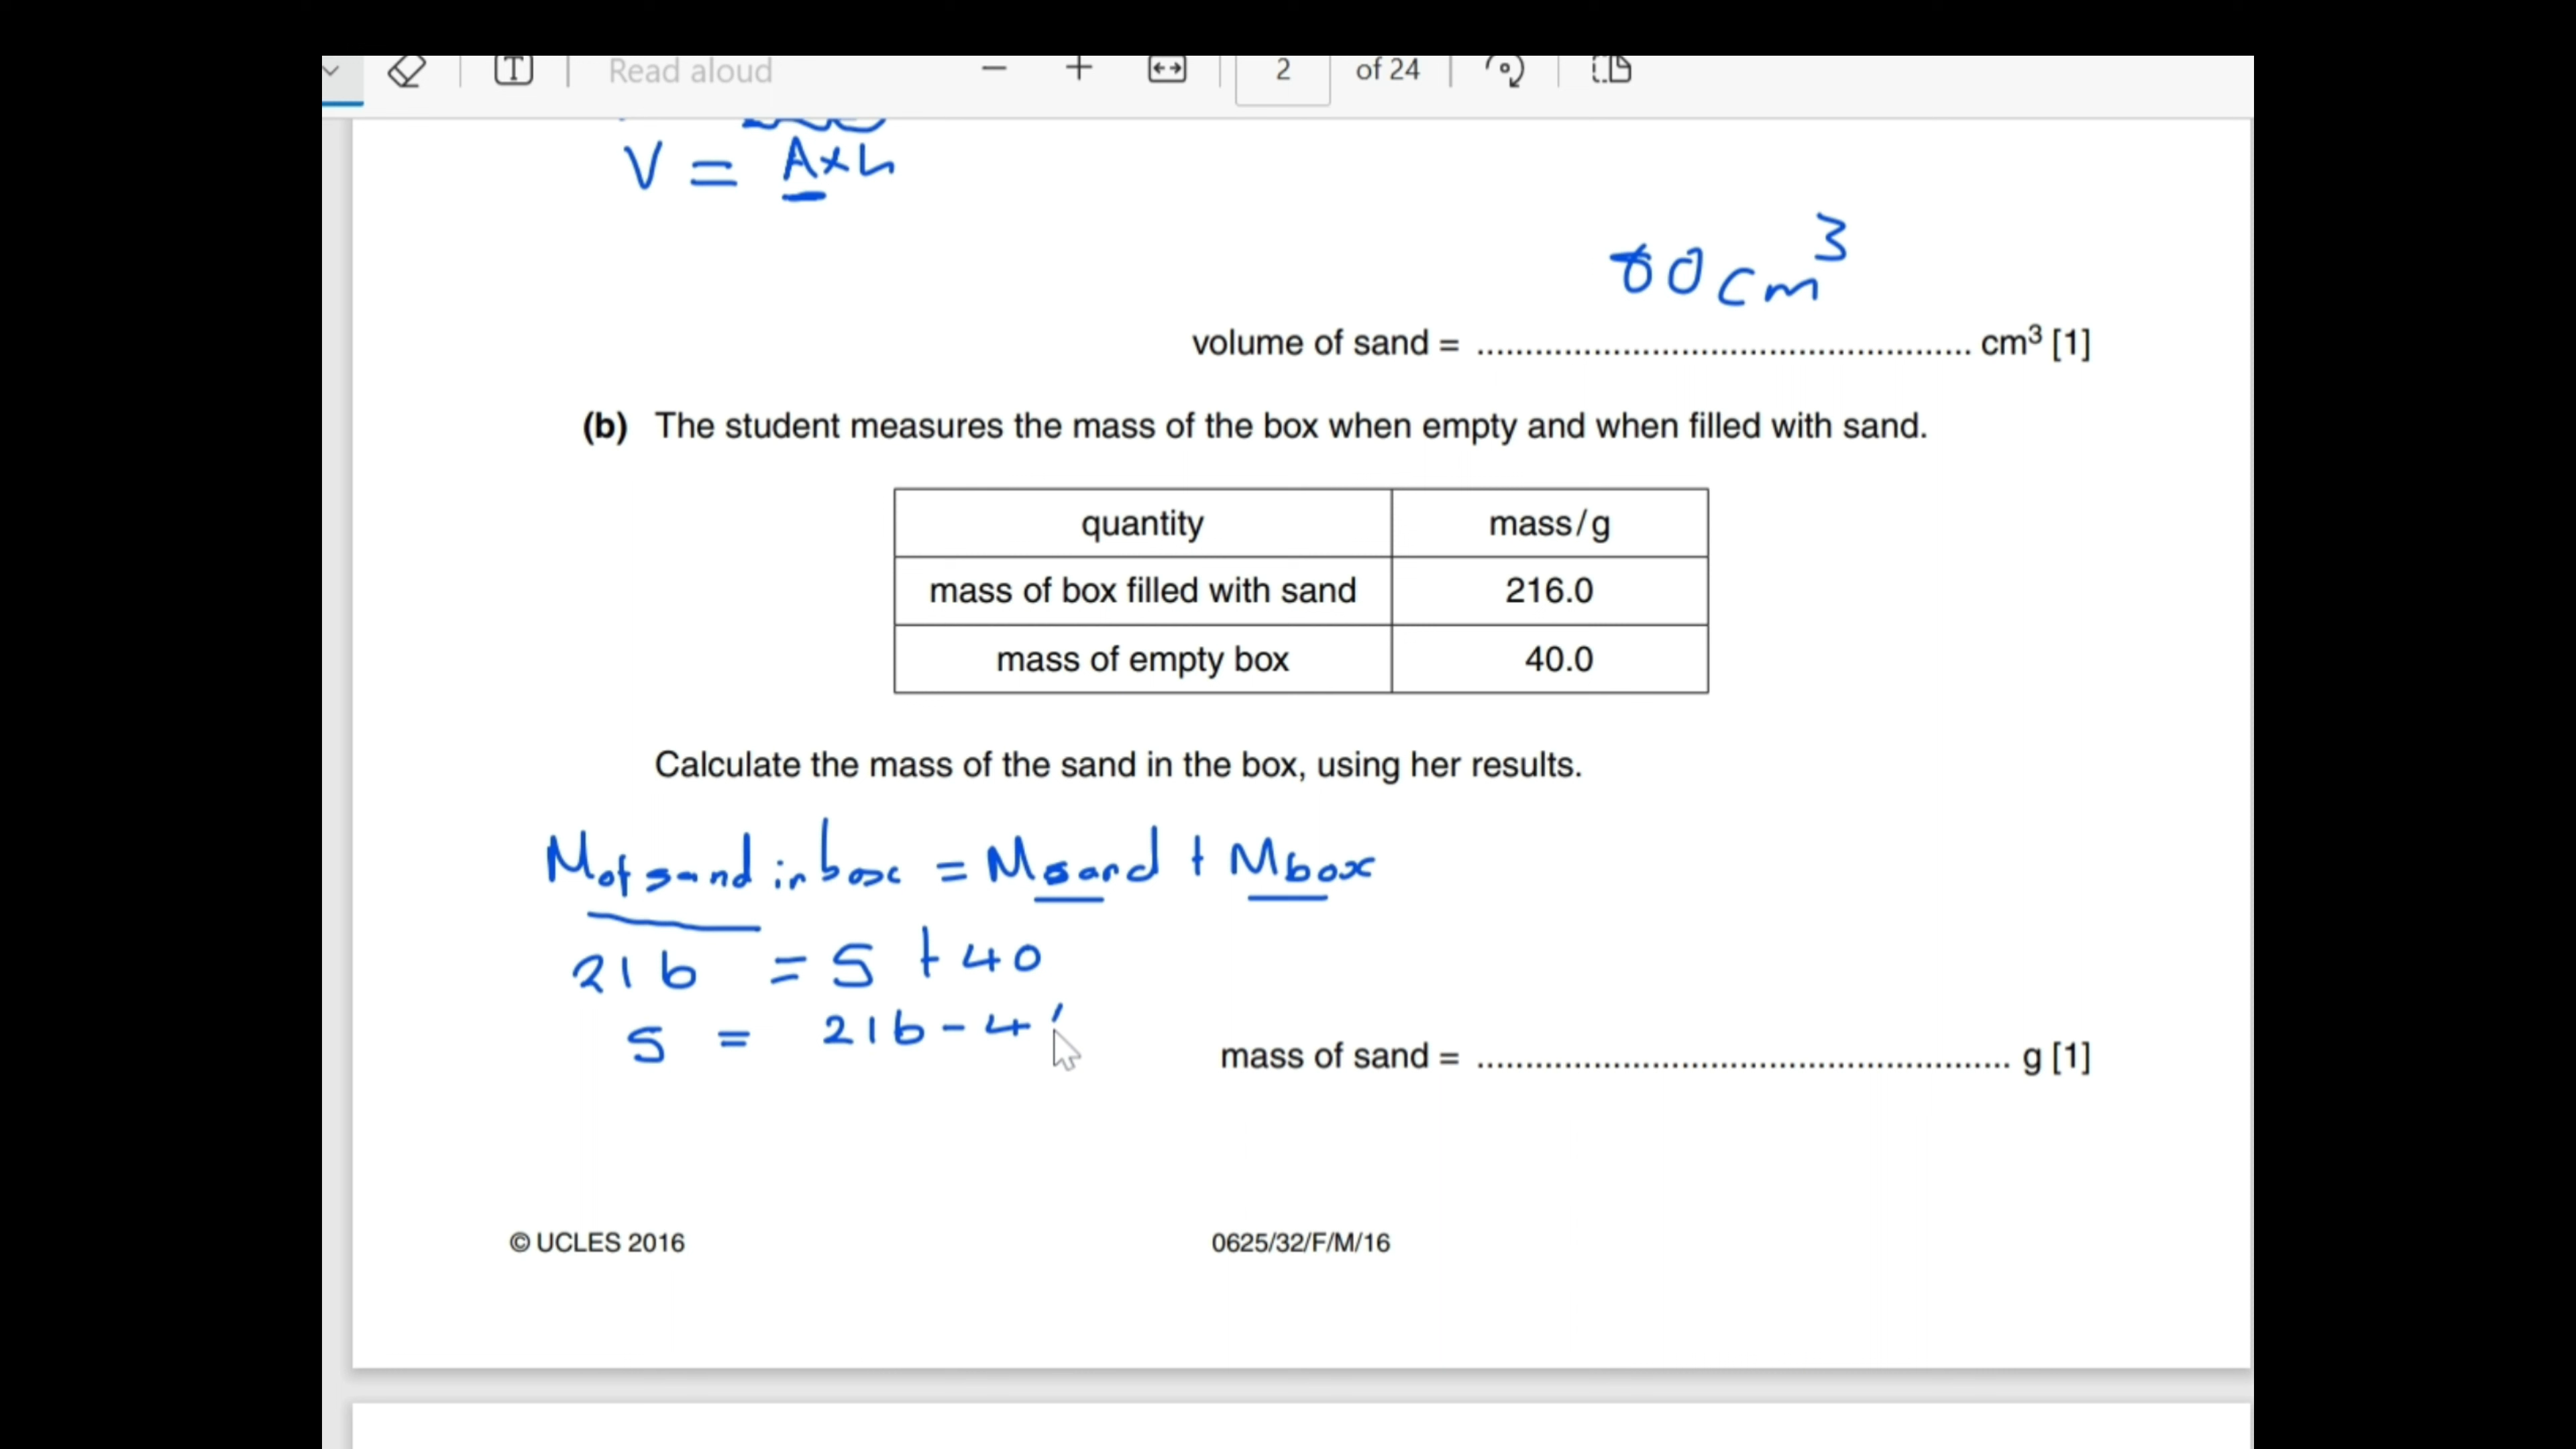 Read aloud
2 of 24
V = A×h
80cm³
volume of sand = .................................................. cm³ [1]
(b) The student measures the mass of the box when empty and when filled with sand.
quantity mass/g
mass of box filled with sand 216.0
mass of empty box 40.0
Calculate the mass of the sand in the box, using her results.
M of sand in box = M sand + M box
216 = S + 40
S = 216 - 4
mass of sand = ...................................................... g [1]
© UCLES 2016 0625/32/F/M/16